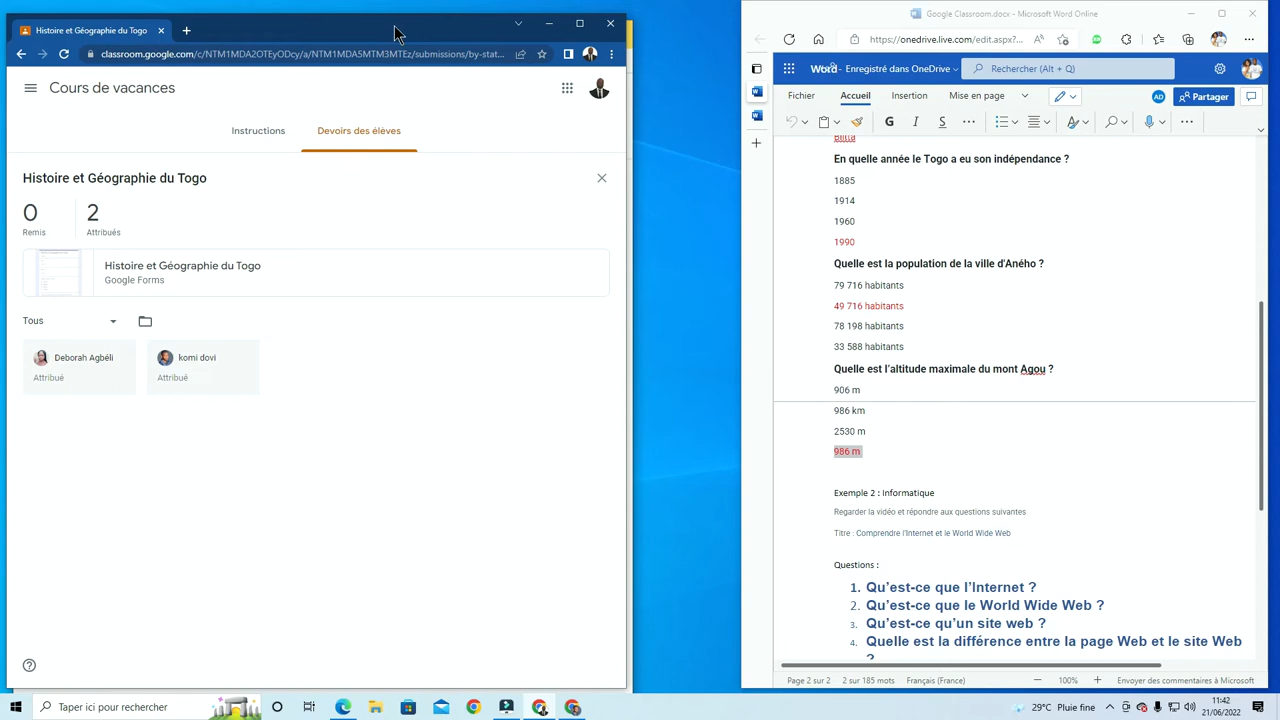 Histoire et Géographie du Togo
classroom.google.com/c/NTM1MDA2OTEyODcy/a/NTM1MDA5MTM3MTEz/submissions/by-stat...
Cours de vacances
Instructions
Devoirs des élèves
Histoire et Géographie du Togo
0
2
Remis
Attribués
Histoire et Géographie du Togo
Google Forms
Tous
Deborah Agbéli
Attribué
komi dovi
Attribué
Google Classroom.docx - Microsoft Word Online
https://onedrive.live.com/edit.aspx?...
Word - Enregistré dans OneDrive
Rechercher (Alt + Q)
Fichier
Accueil
Insertion
Mise en page
AD
Partager
G
I
S
Blitta
En quelle année le Togo a eu son indépendance ?
1885
1914
1960
1990
Quelle est la population de la ville d'Aného ?
79 716 habitants
49 716 habitants
78 198 habitants
33 588 habitants
Quelle est l'altitude maximale du mont Agou ?
906 m
986 km
2530 m
986 m
Exemple 2 : Informatique
Regarder la vidéo et répondre aux questions suivantes
Titre : Comprendre l'Internet et le World Wide Web
Questions :
1. Qu'est-ce que l'Internet ?
2. Qu'est-ce que le World Wide Web ?
3. Qu'est-ce qu'un site web ?
4. Quelle est la différence entre la page Web et le site Web
?
Page 2 sur 2
2 sur 185 mots
Français (France)
100%
Envoyer des commentaires à Microsoft
Taper ici pour rechercher
29°C Pluie fine
11:42
21/06/2022